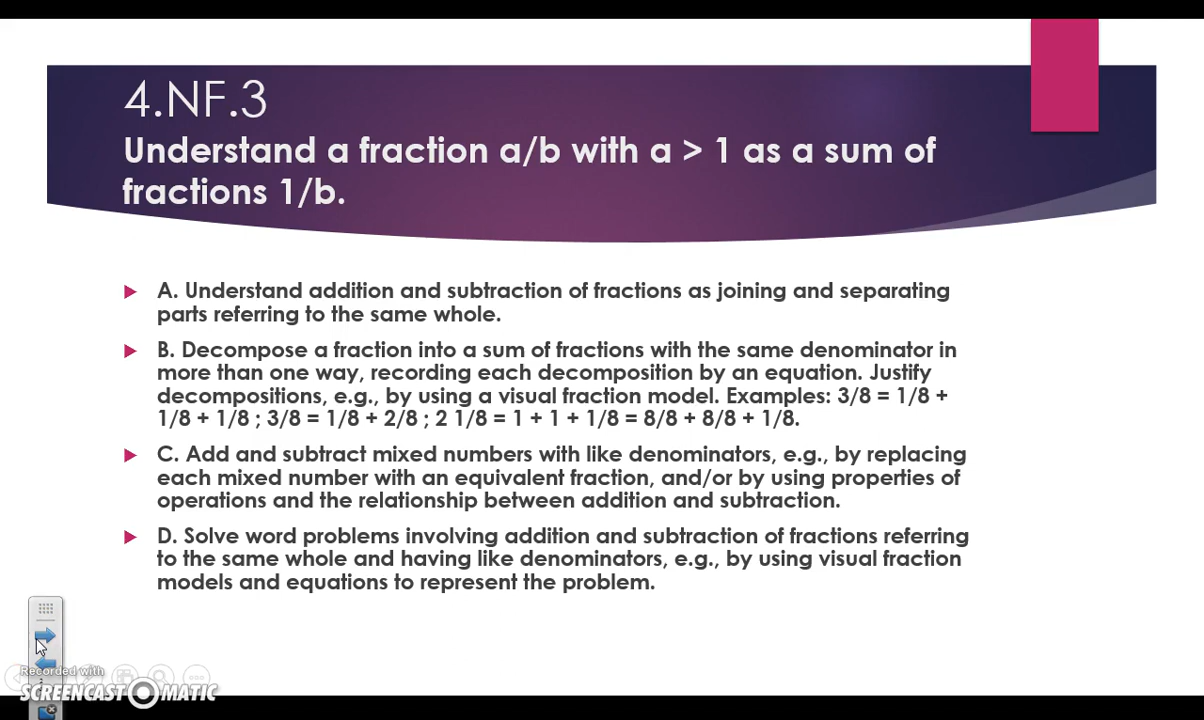 4.NF.3
Understand a fraction a/b with a > 1 as a sum of
fractions 1/b.
A. Understand addition and subtraction of fractions as joining and separating
parts referring to the same whole.
B. Decompose a fraction into a sum of fractions with the same denominator in
more than one way, recording each decomposition by an equation. Justify
decompositions, e.g., by using a visual fraction model. Examples: 3/8 = 1/8 +
1/8 + 1/8 ; 3/8 = 1/8 + 2/8 ; 2 1/8 = 1 + 1 + 1/8 = 8/8 + 8/8 + 1/8.
C. Add and subtract mixed numbers with like denominators, e.g., by replacing
each mixed number with an equivalent fraction, and/or by using properties of
operations and the relationship between addition and subtraction.
D. Solve word problems involving addition and subtraction of fractions referring
to the same whole and having like denominators, e.g., by using visual fraction
models and equations to represent the problem.
Recorded with
SCREENCAST MATIC